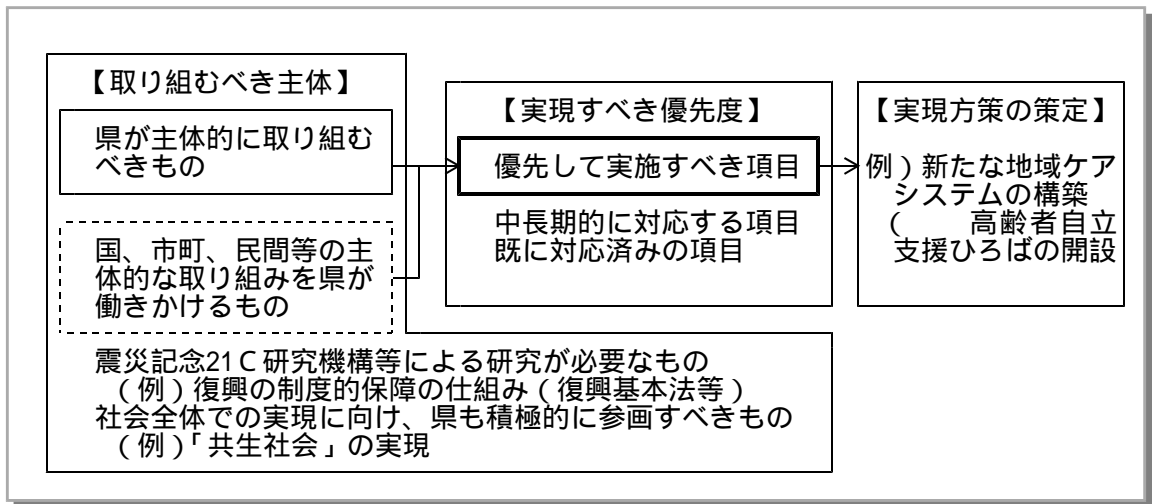 【取り組むべき主体】
県が主体的に取り組む
べきもの
国、市町、民間等の主
体的な取り組みを県が
働きかけるもの
震災記念21C研究機構等による研究が必要なもの
(例)復興の制度的保障の仕組み(復興基本法等)
社会全体での実現に向け、県も積極的に参画すべきもの
(例)「共生社会」の実現
【実現すべき優先度】
優先して実施すべき項目
中長期的に対応する項目
既に対応済みの項目
【実現方策の策定】
例)新たな地域ケア
システムの構築
( 高齢者自立
支援ひろばの開設